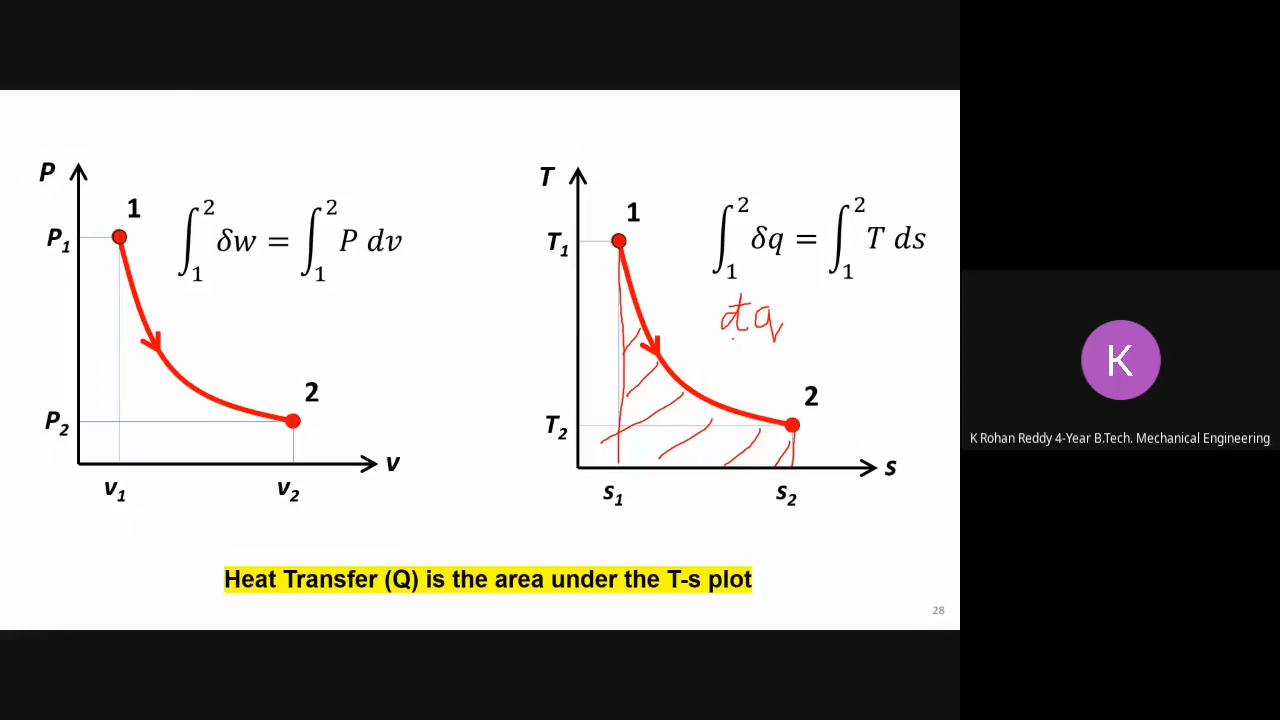 P
1
∫₁² δw = ∫₁² P dv
P₁
2
P₂
v
v₁
v₂
T
1
∫₁² δq = ∫₁² T ds
T₁
đq
2
T₂
s
s₁
s₂
Heat Transfer (Q) is the area under the T-s plot
28
K
K Rohan Reddy 4-Year B.Tech. Mechanical Engineering